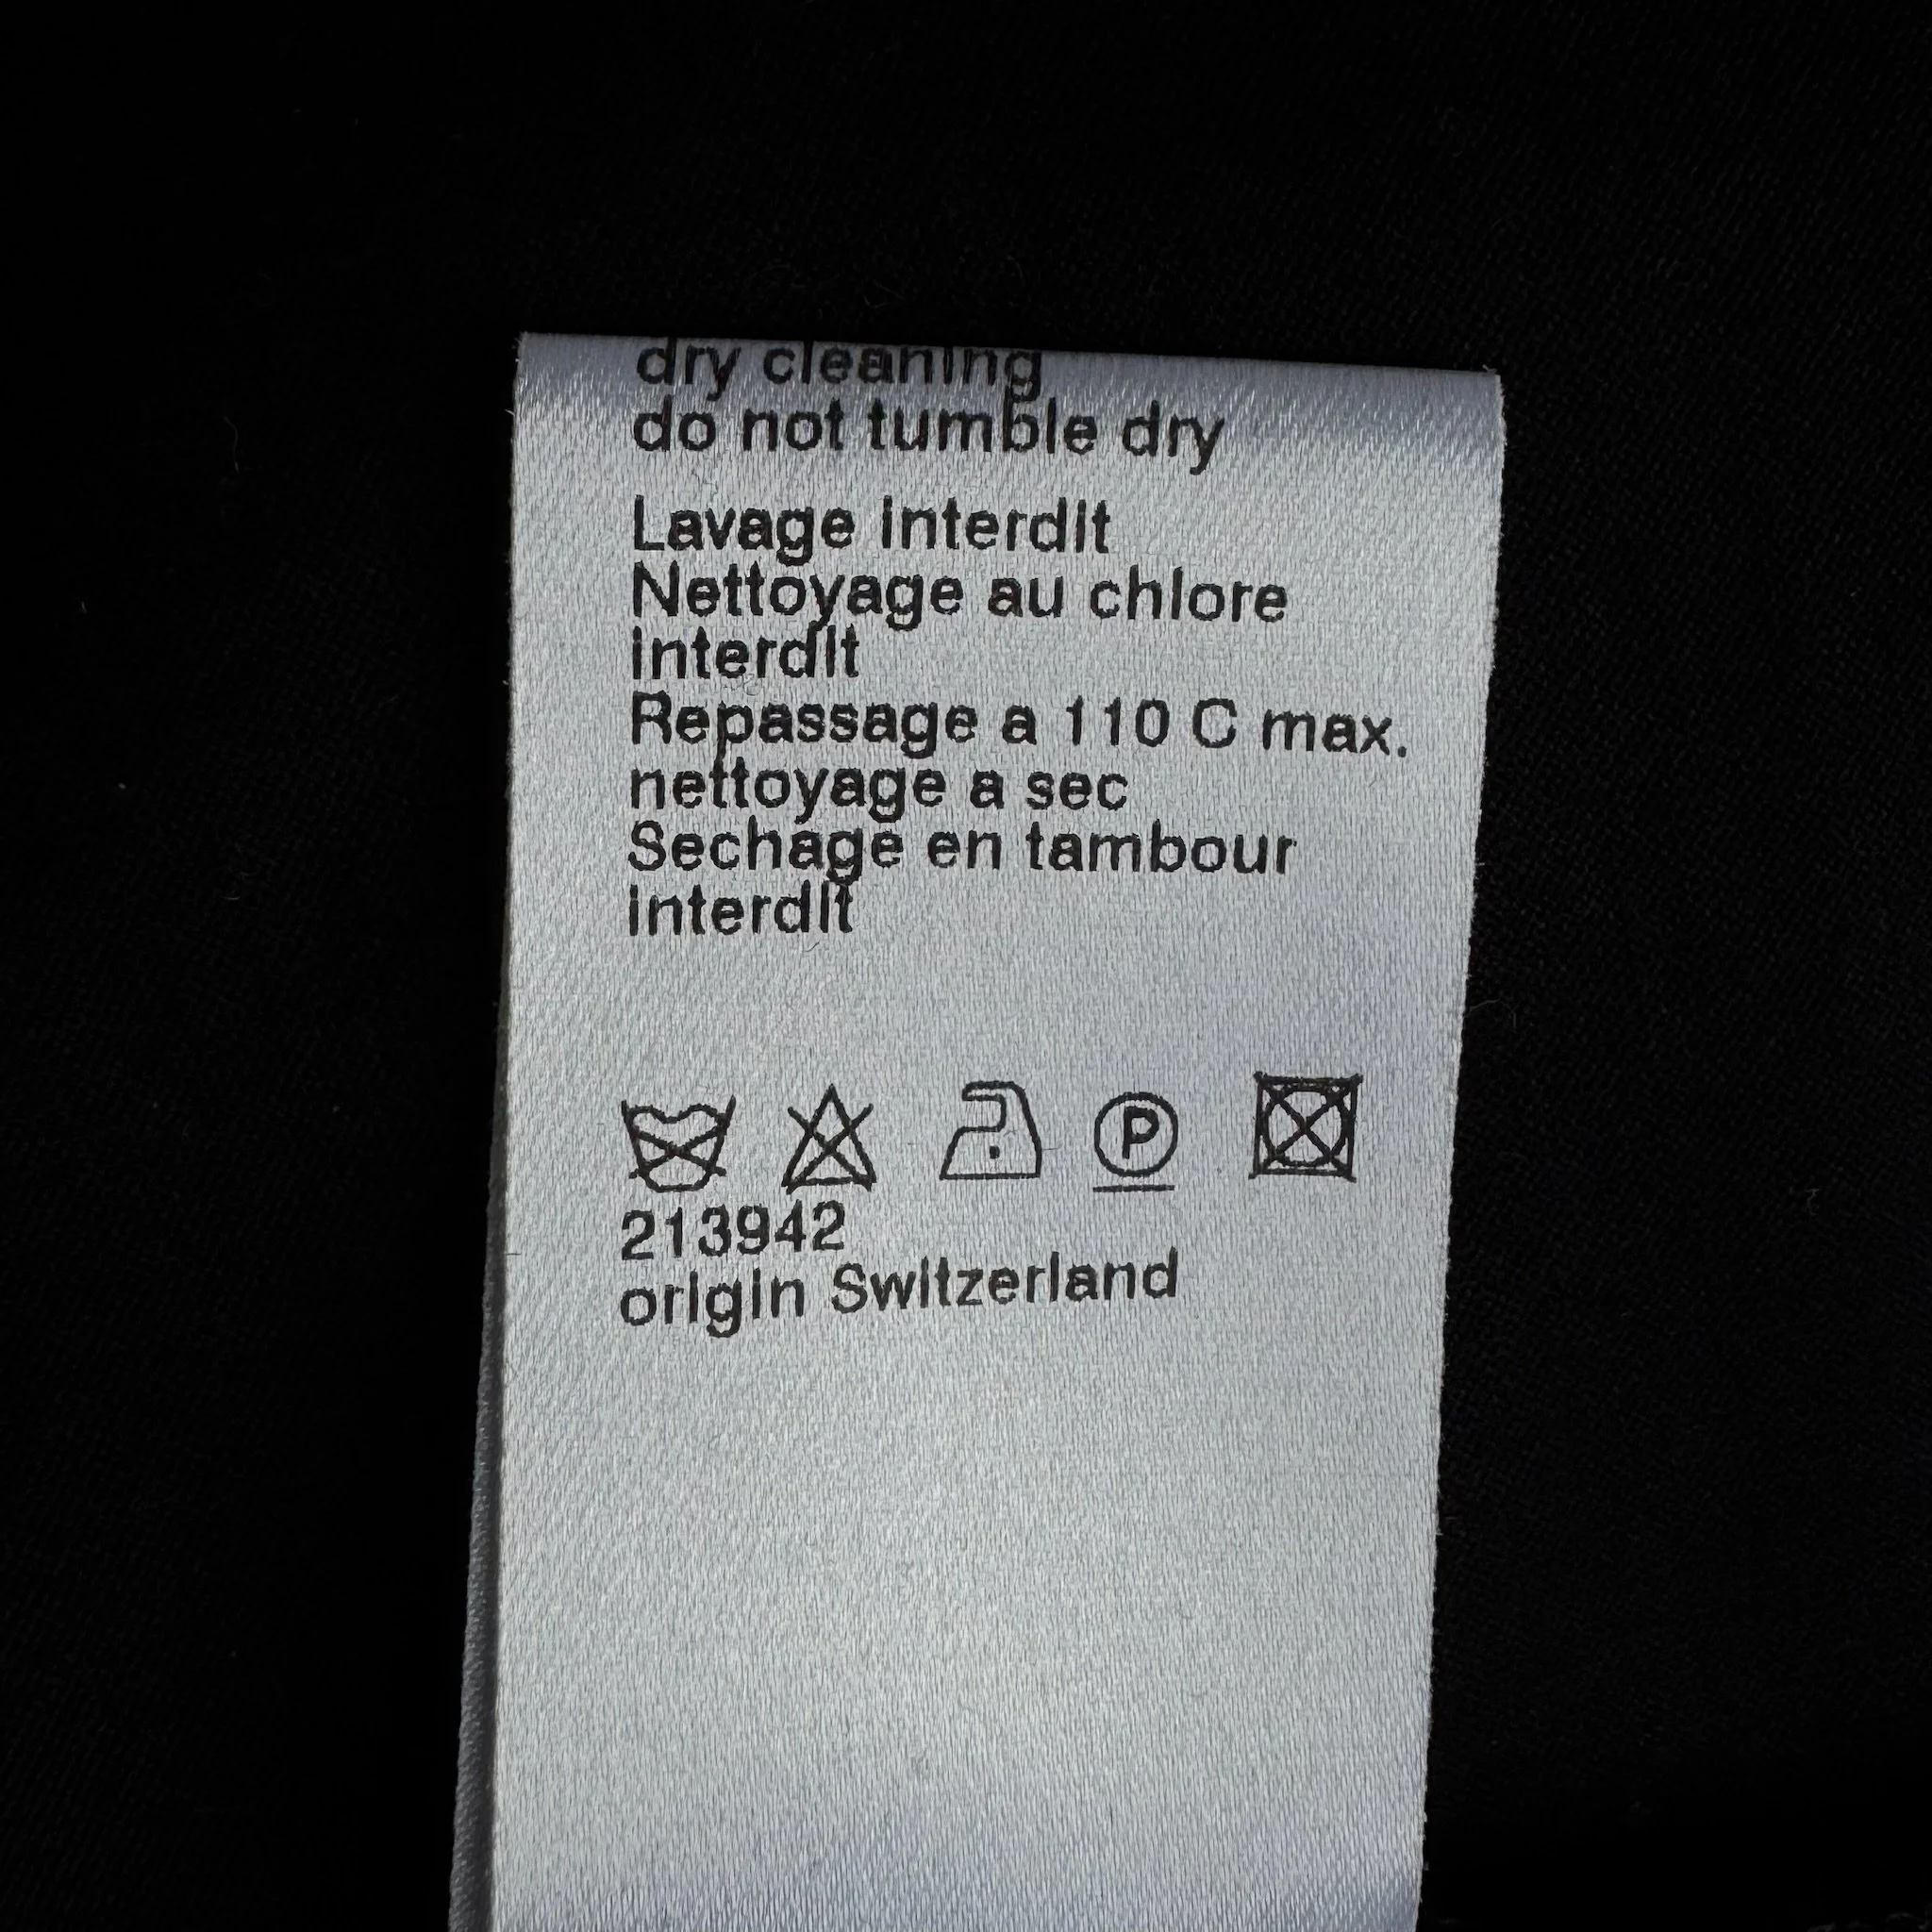 dry cleaning
do not tumble dry
Lavage interdit
Nettoyage au chlore
interdit
Repassage a 110 C max.
nettoyage a sec
Sechage en tambour
interdit
P
213942
origin Switzerland